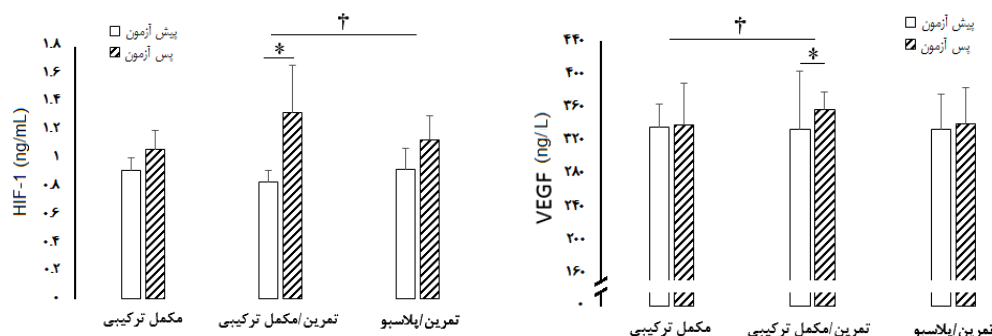 پیش آزمون
پس آزمون
†
*
HIF-1 (ng/mL)
۱.۸
۱.۶
۱.۴
۱.۲
۱
۰.۸
۰.۶
۰.۴
۰.۲
۰
مکمل ترکیبی
تمرین/مکمل ترکیبی
تمرین/پلاسبو
پیش آزمون
پس آزمون
†
*
VEGF (ng/L)
۴۴۰
۴۰۰
۳۶۰
۳۲۰
۲۸۰
۲۴۰
۲۰۰
۱۶۰
۰
مکمل ترکیبی
تمرین/مکمل ترکیبی
تمرین/پلاسبو